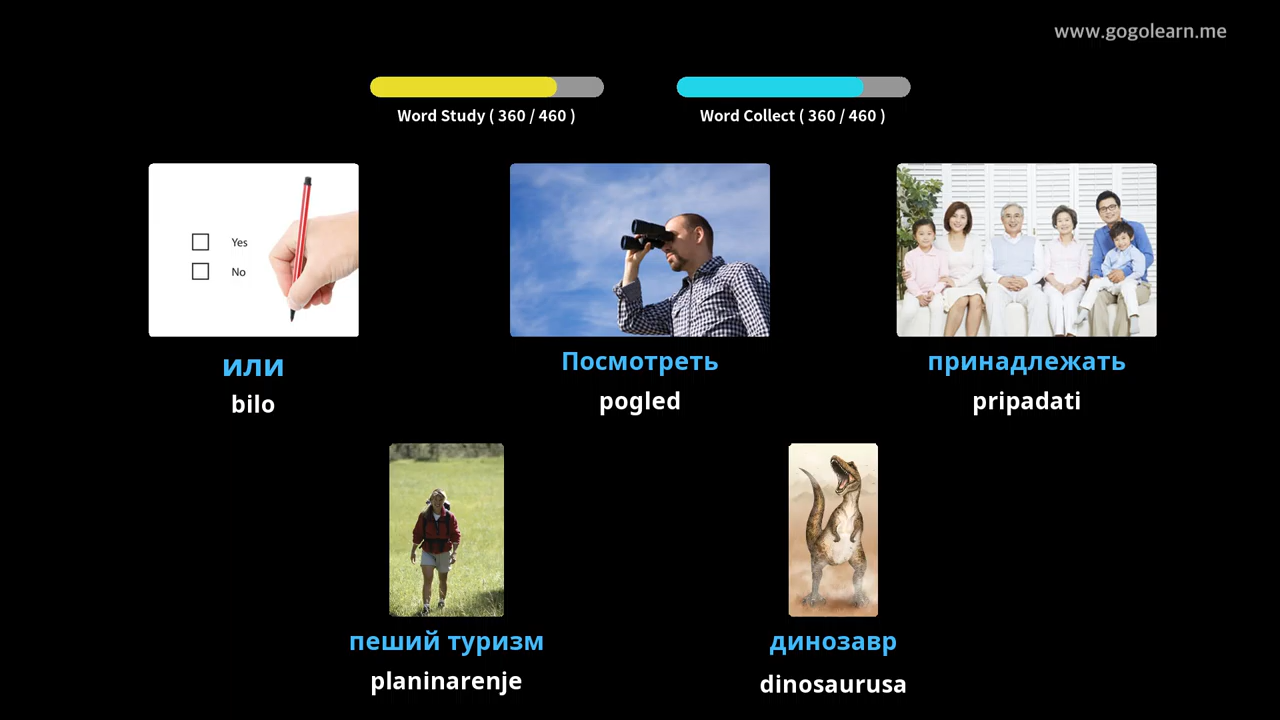 www.gogolearn.me
Word Study ( 360 / 460 )
Word Collect ( 360 / 460 )
Yes
No
или
bilo
Посмотреть
pogled
принадлежать
pripadati
пеший туризм
planinarenje
динозавр
dinosaurusa